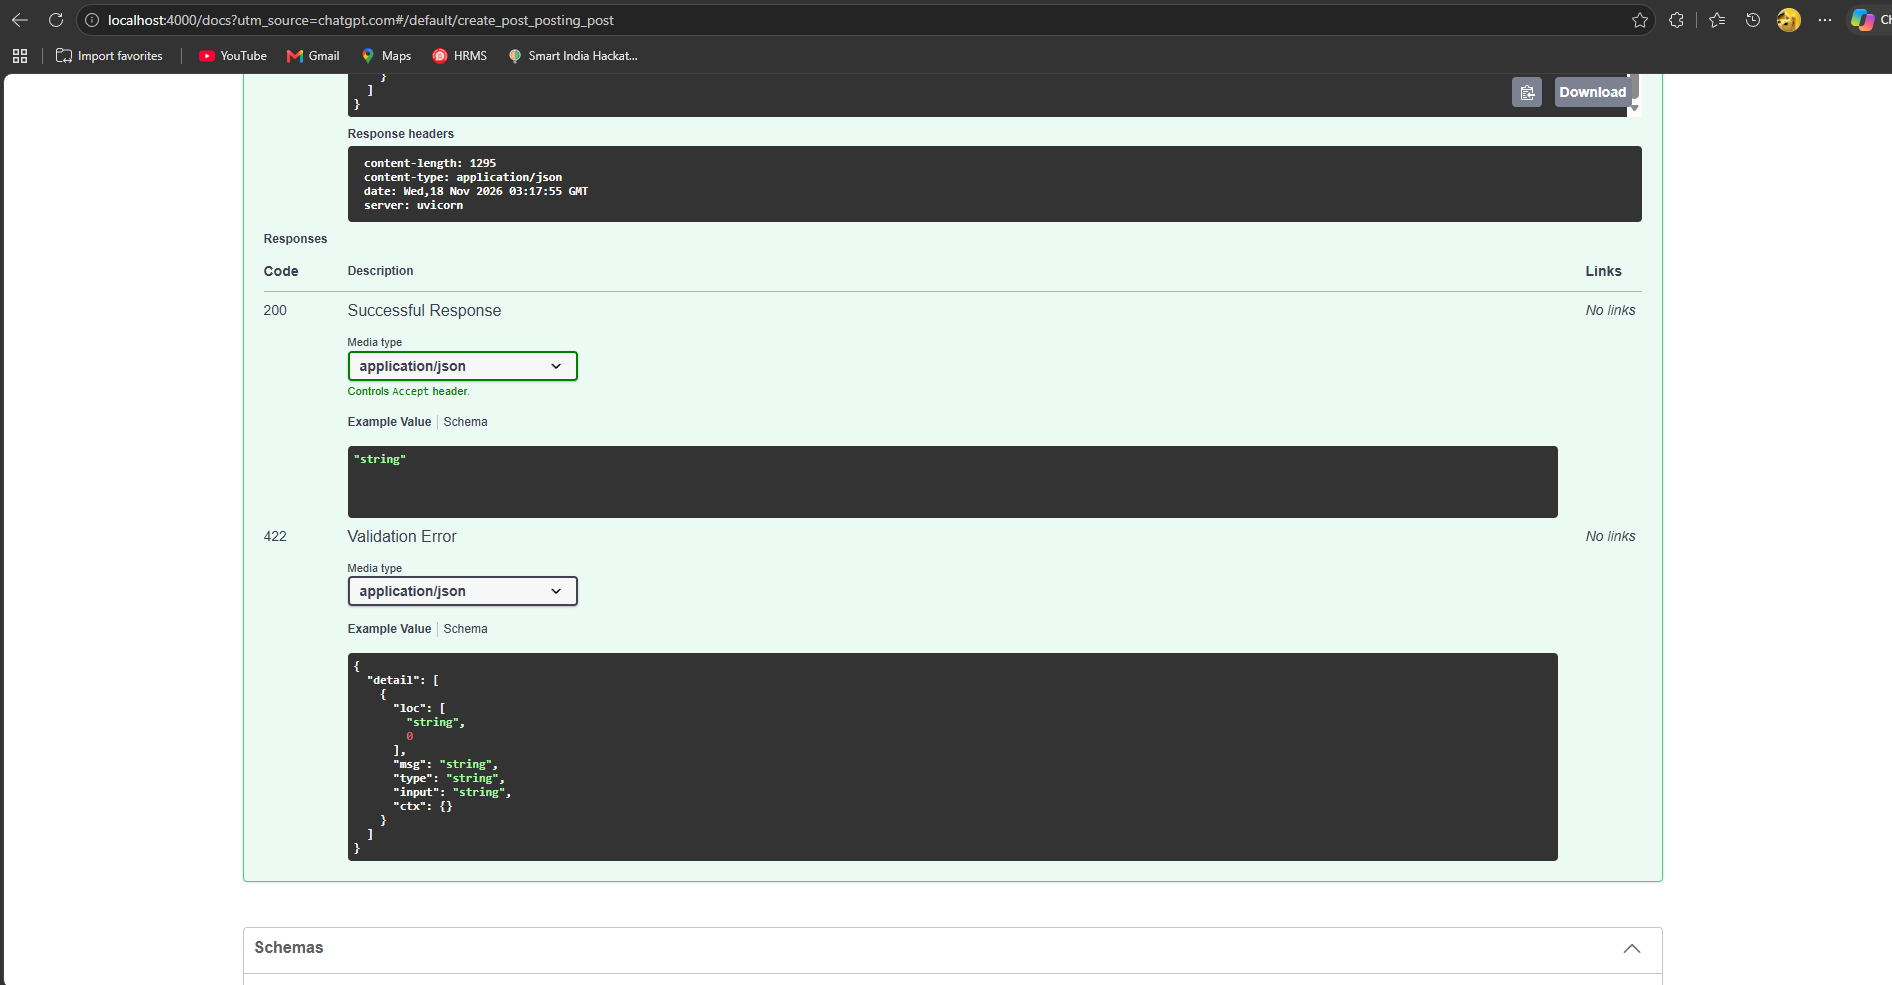 localhost:4000/docs?utm_source=chatgpt.com#/default/create_post_posting_post
Import favorites
YouTube
Gmail
Maps
HRMS
Smart India Hackat...
}
]
}
Download
Response headers
content-length: 1295
content-type: application/json
date: Wed,18 Nov 2026 03:17:55 GMT
server: uvicorn
Responses
Code Description Links
200 Successful Response No links
Media type
application/json
Controls Accept header.
Example Value Schema
"string"
422 Validation Error No links
Media type
application/json
Example Value Schema
{
"detail": [
{
"loc": [
"string",
0
],
"msg": "string",
"type": "string",
"input": "string",
"ctx": {}
}
]
}
Schemas